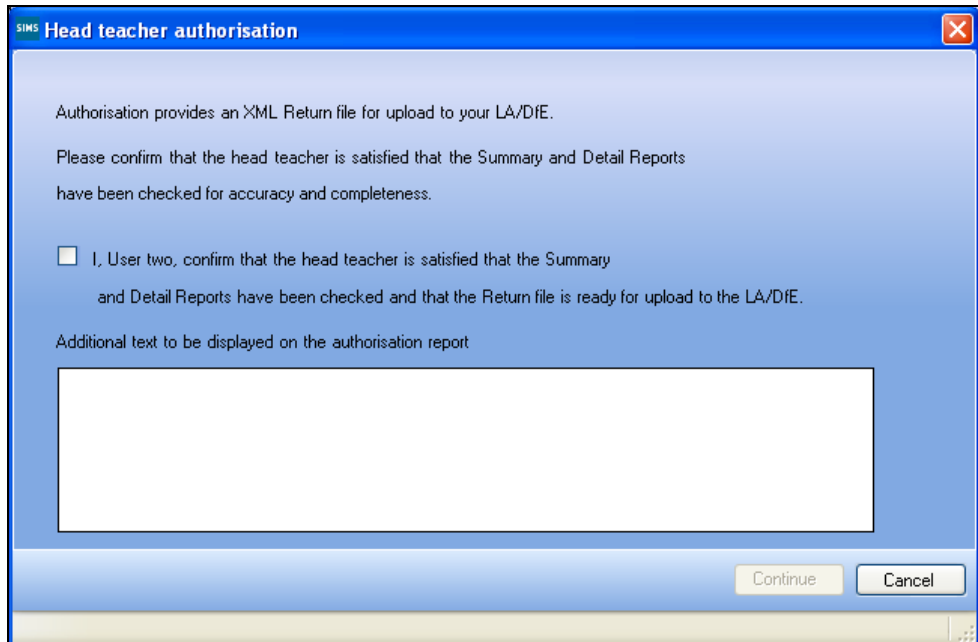 SIMS Head teacher authorisation
Authorisation provides an XML Return file for upload to your LA/DfE.
Please confirm that the head teacher is satisfied that the Summary and Detail Reports
have been checked for accuracy and completeness.
I, User two, confirm that the head teacher is satisfied that the Summary
and Detail Reports have been checked and that the Return file is ready for upload to the LA/DfE.
Additional text to be displayed on the authorisation report
Continue Cancel